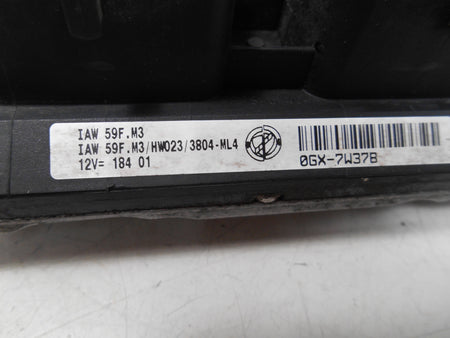 IAW 59F.M3
IAW 59F.M3/HW023/3804-ML4
12V= 184 01
0GX-7W37B